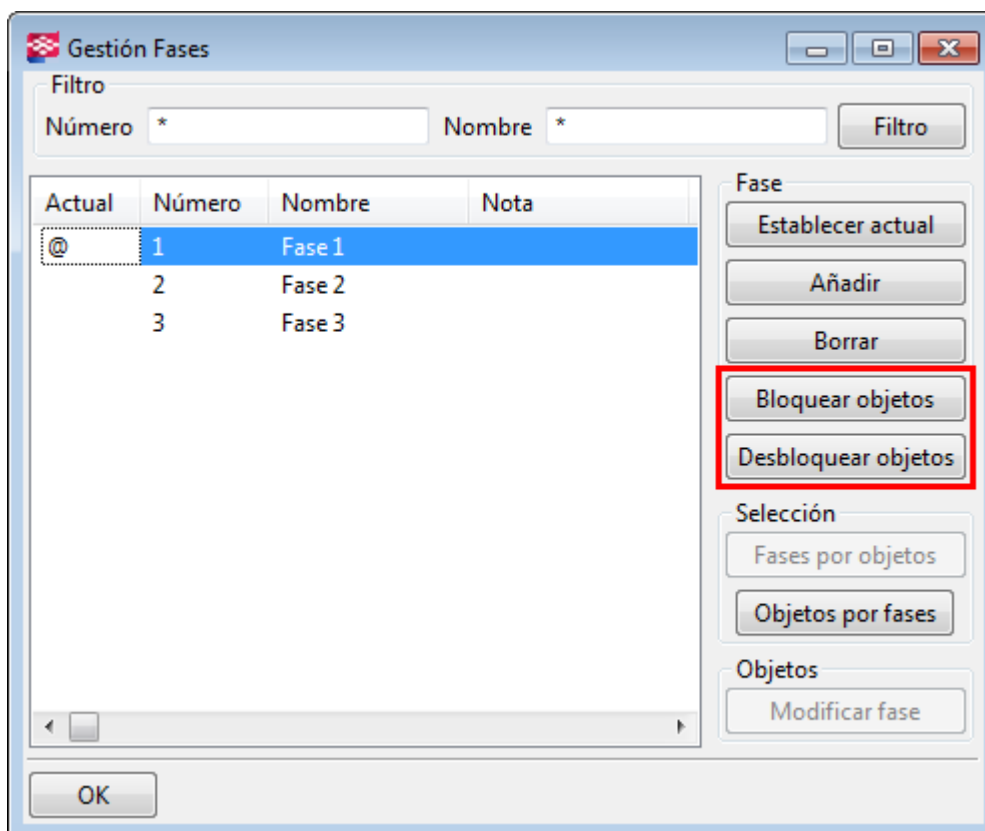 Gestión Fases
Filtro
Número * Nombre * Filtro
Actual Número Nombre Nota
@ 1 Fase 1
2 Fase 2
3 Fase 3
Fase
Establecer actual
Añadir
Borrar
Bloquear objetos
Desbloquear objetos
Selección
Fases por objetos
Objetos por fases
Objetos
Modificar fase
OK